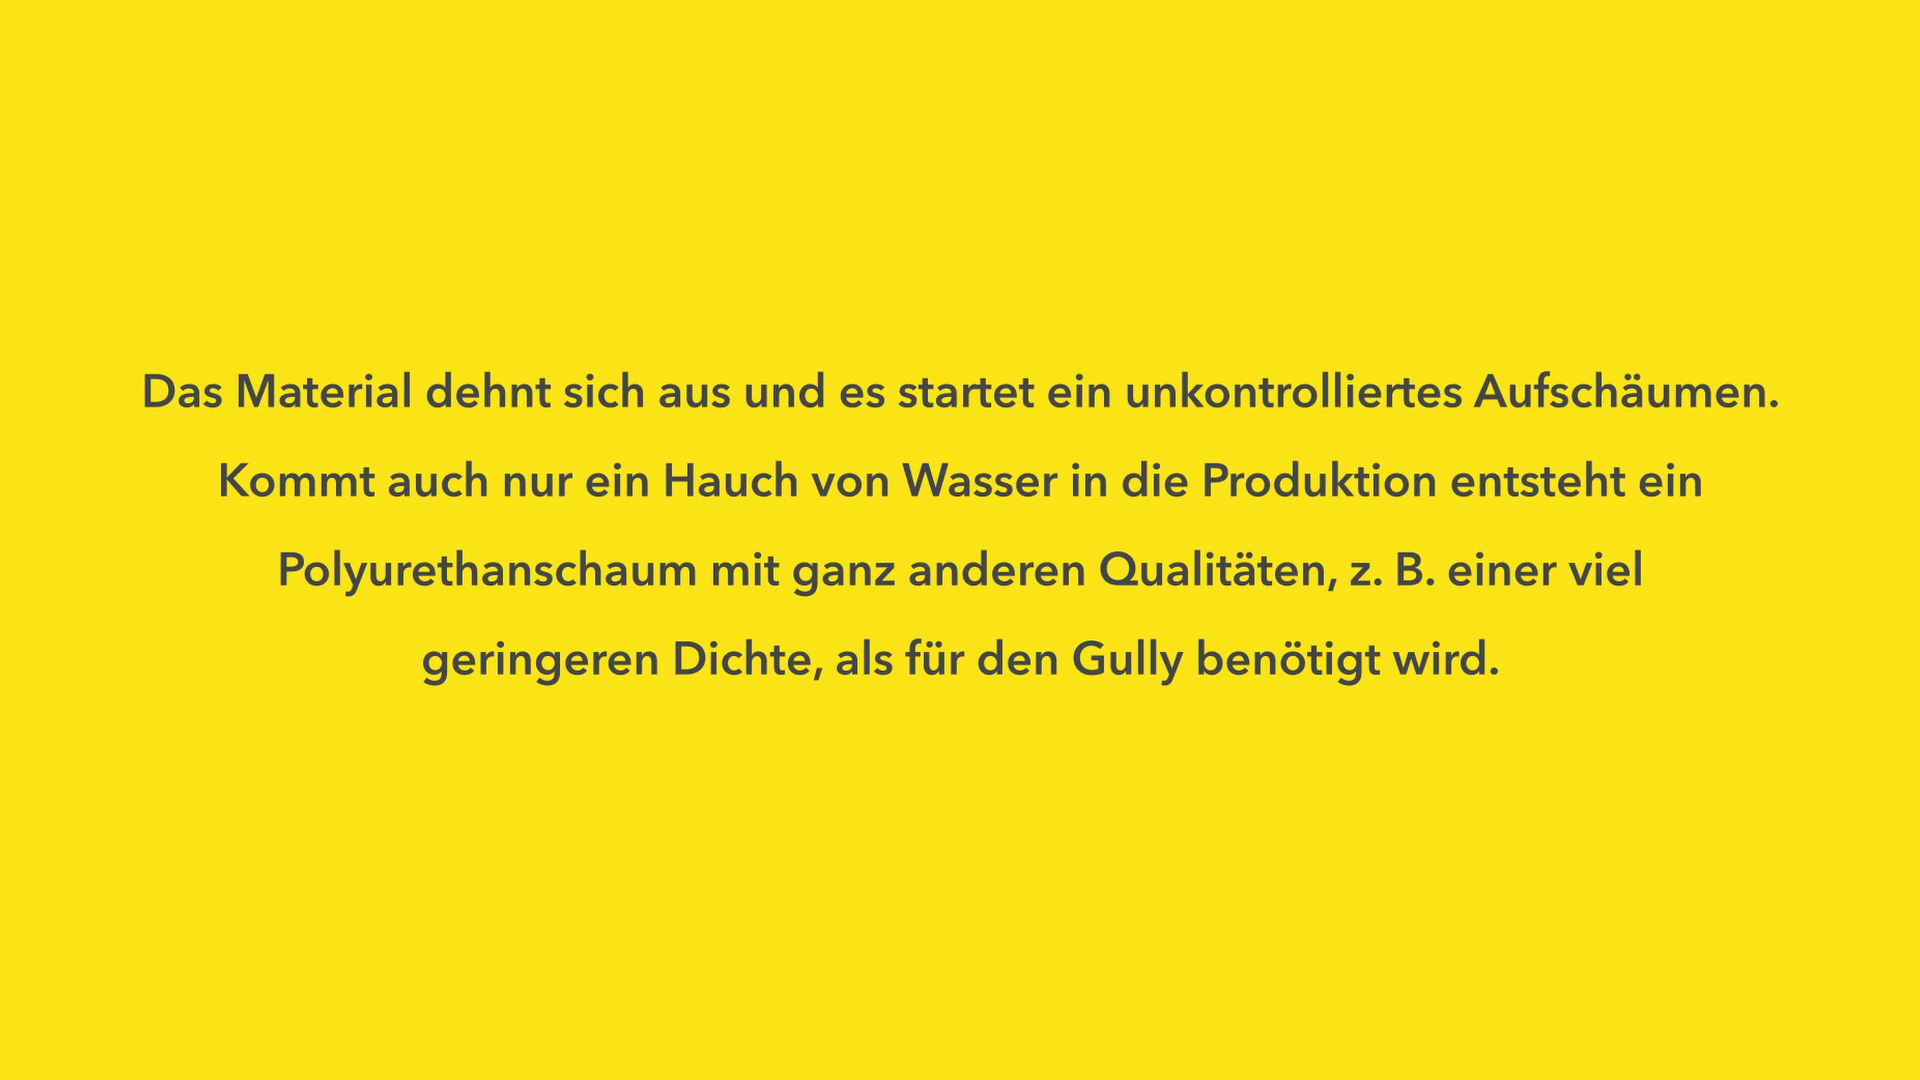 Das Material dehnt sich aus und es startet ein unkontrolliertes Aufschäumen.
Kommt auch nur ein Hauch von Wasser in die Produktion entsteht ein
Polyurethanschaum mit ganz anderen Qualitäten, z. B. einer viel
geringeren Dichte, als für den Gully benötigt wird.